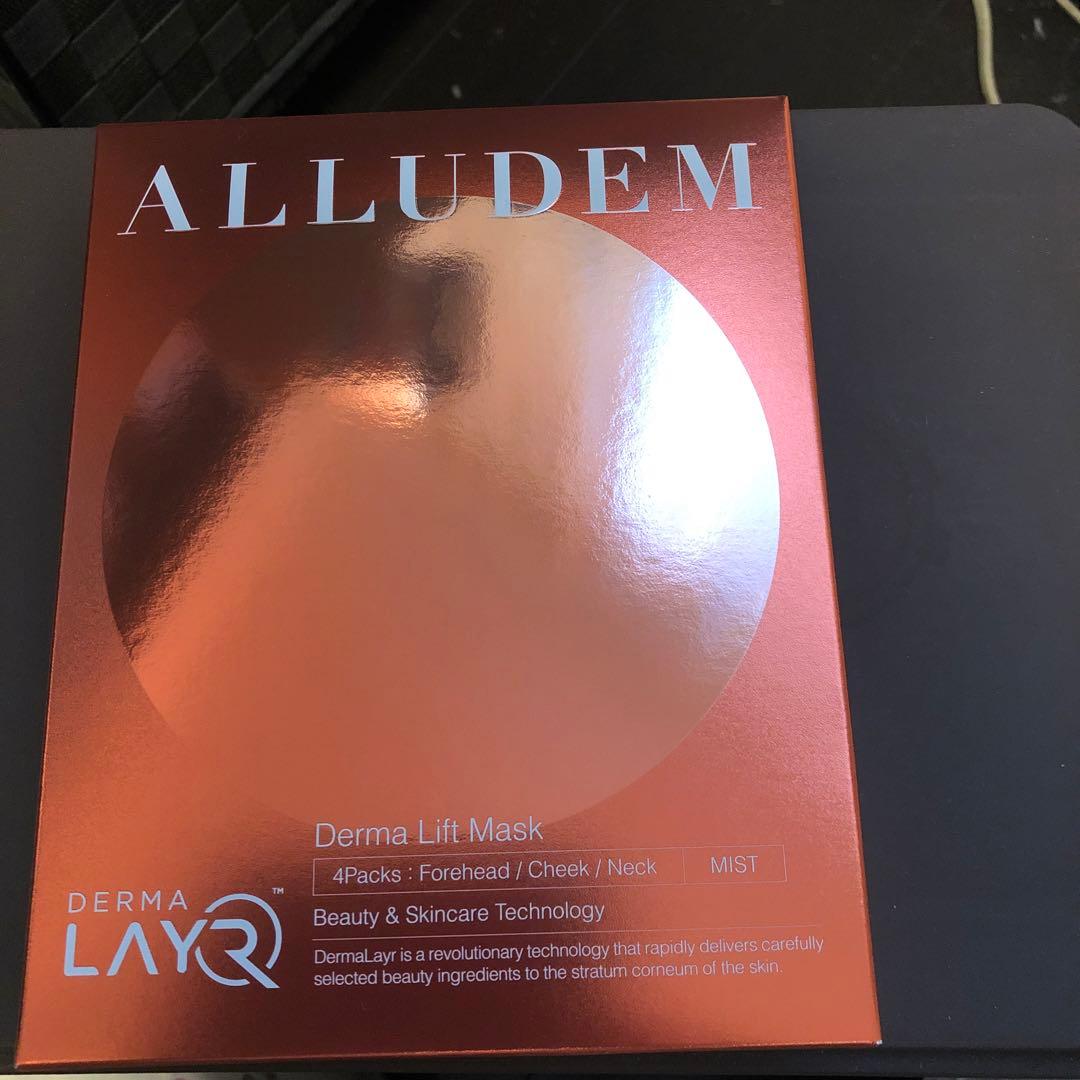 ALLUDEM
Derma Lift Mask
4Packs : Forehead / Cheek / Neck MIST
Beauty & Skincare Technology
DermaLayr is a revolutionary technology that rapidly delivers carefully
selected beauty ingredients to the stratum corneum of the skin.
DERMA
LAYR™